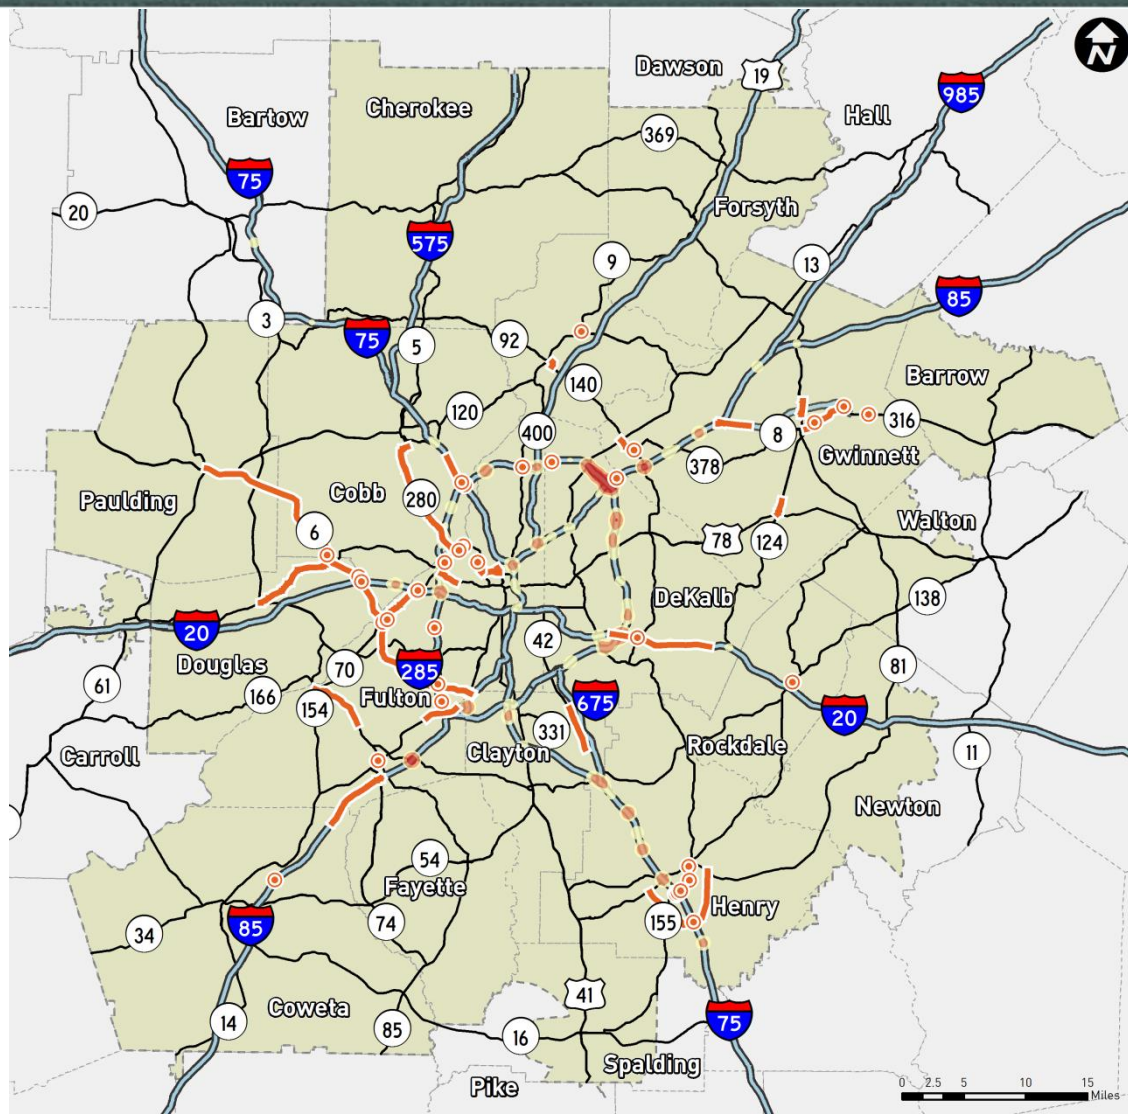 N
Dawson
19
985
Hall
Cherokee
Bartow
369
75
20
Forsyth
575
9
13
85
3
75
5
92
140
Barrow
120
400
8
316
378
Gwinnett
Cobb
280
Paulding
6
78
124
Walton
138
DeKalb
20
42
Douglas
70
285
81
61
166
154
Fulton
675
20
331
Rockdale
Clayton
11
Carroll
Newton
54
Fayette
Henry
155
34
85
74
41
Coweta
14
85
16
75
Spalding
Pike
0 2.5 5 10 15
Miles